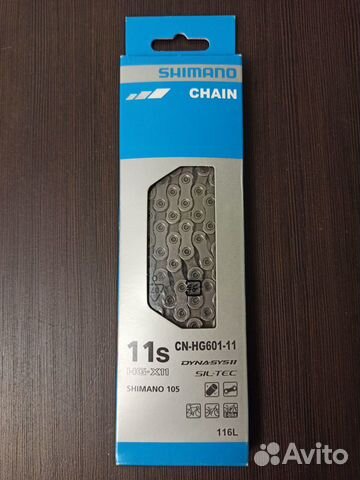 SHIMANO
CHAIN
11s
CN-HG601-11
HG-X11
DYNA-SYS11
SHIMANO 105
SIL-TEC
116L
Avito